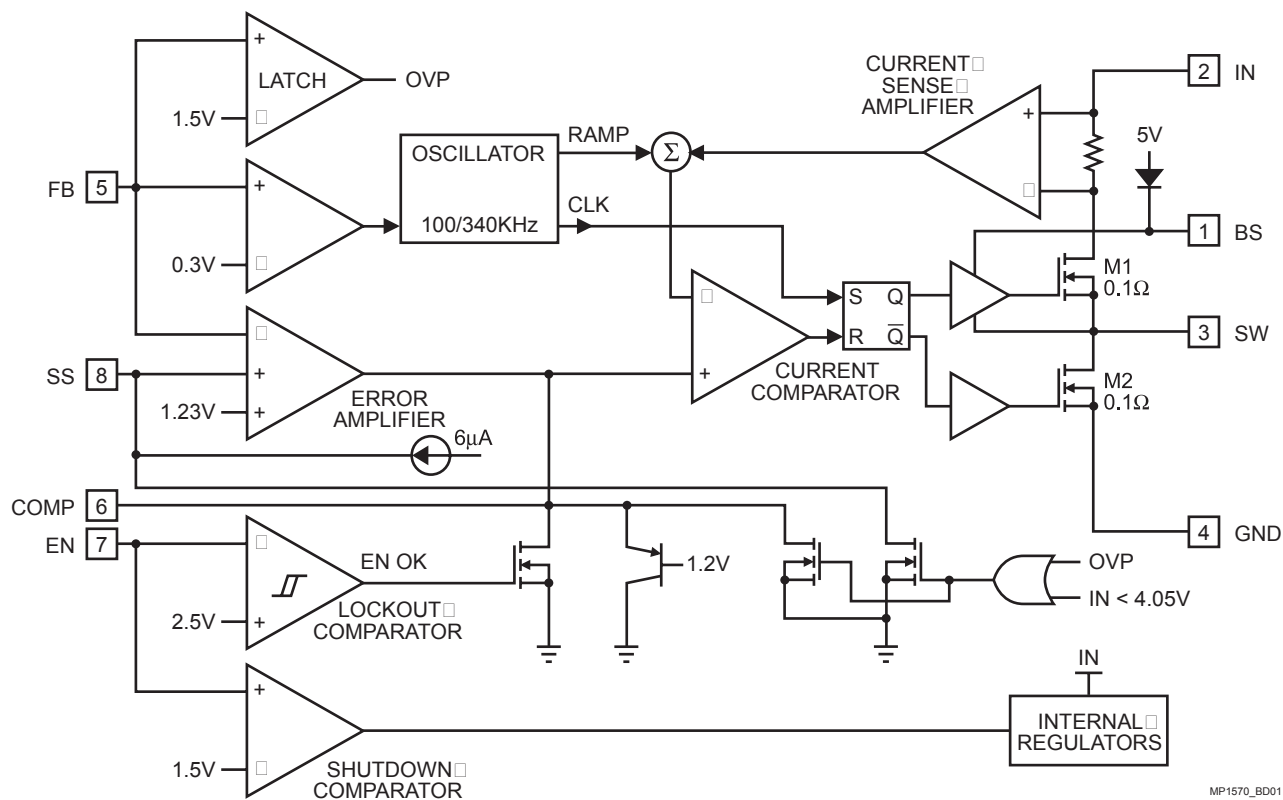 +
LATCH
OVP
1.5V
CURRENT
SENSE
AMPLIFIER
+
2 IN
5V
RAMP
OSCILLATOR
Σ
FB 5
+
CLK
100/340KHz
0.3V
1 BS
M1
0.1Ω
S Q
R Q̅
3 SW
SS 8
+
1.23V +
ERROR
AMPLIFIER
+
CURRENT
COMPARATOR
M2
0.1Ω
6μA
COMP 6
EN 7
4 GND
EN OK
1.2V
OVP
IN < 4.05V
2.5V +
LOCKOUT
COMPARATOR
+
IN
INTERNAL
REGULATORS
1.5V
SHUTDOWN
COMPARATOR
MP1570_BD01